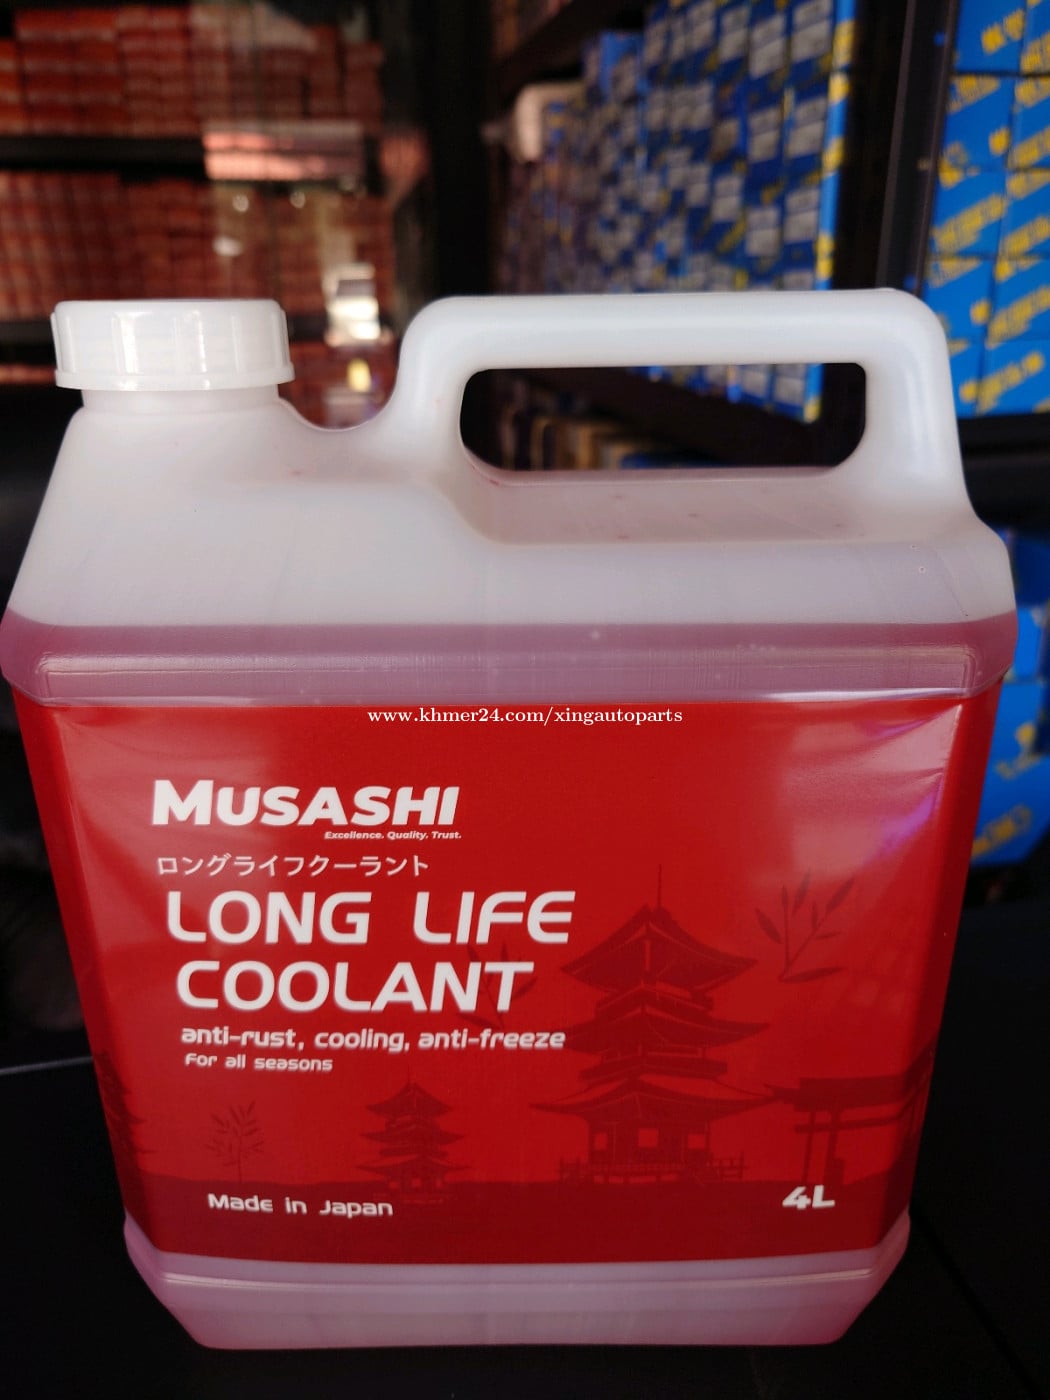 www.khmer24.com/xingautoparts
MUSASHI
Excellence. Quality. Trust.
ロングライフクーラント
LONG LIFE
COOLANT
anti-rust, cooling, anti-freeze
For all seasons
Made in Japan
4L